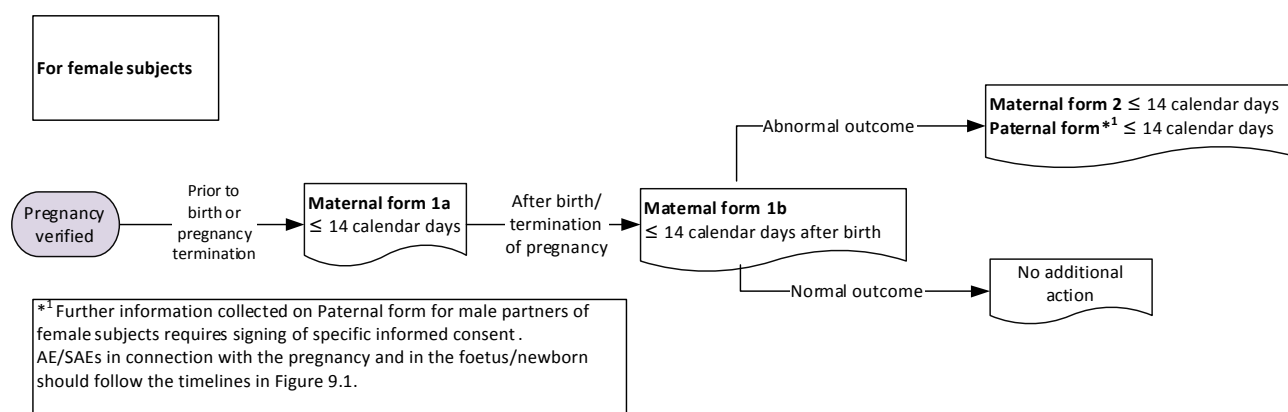 For female subjects
Pregnancy
verified
Prior to
birth or
pregnancy
termination
Maternal form 1a
≤ 14 calendar days
After birth/
termination
of pregnancy
Maternal form 1b
≤ 14 calendar days after birth
Abnormal outcome
Maternal form 2 ≤ 14 calendar days
Paternal form*1 ≤ 14 calendar days
Normal outcome
No additional
action
*1 Further information collected on Paternal form for male partners of
female subjects requires signing of specific informed consent .
AE/SAEs in connection with the pregnancy and in the foetus/newborn
should follow the timelines in Figure 9.1.